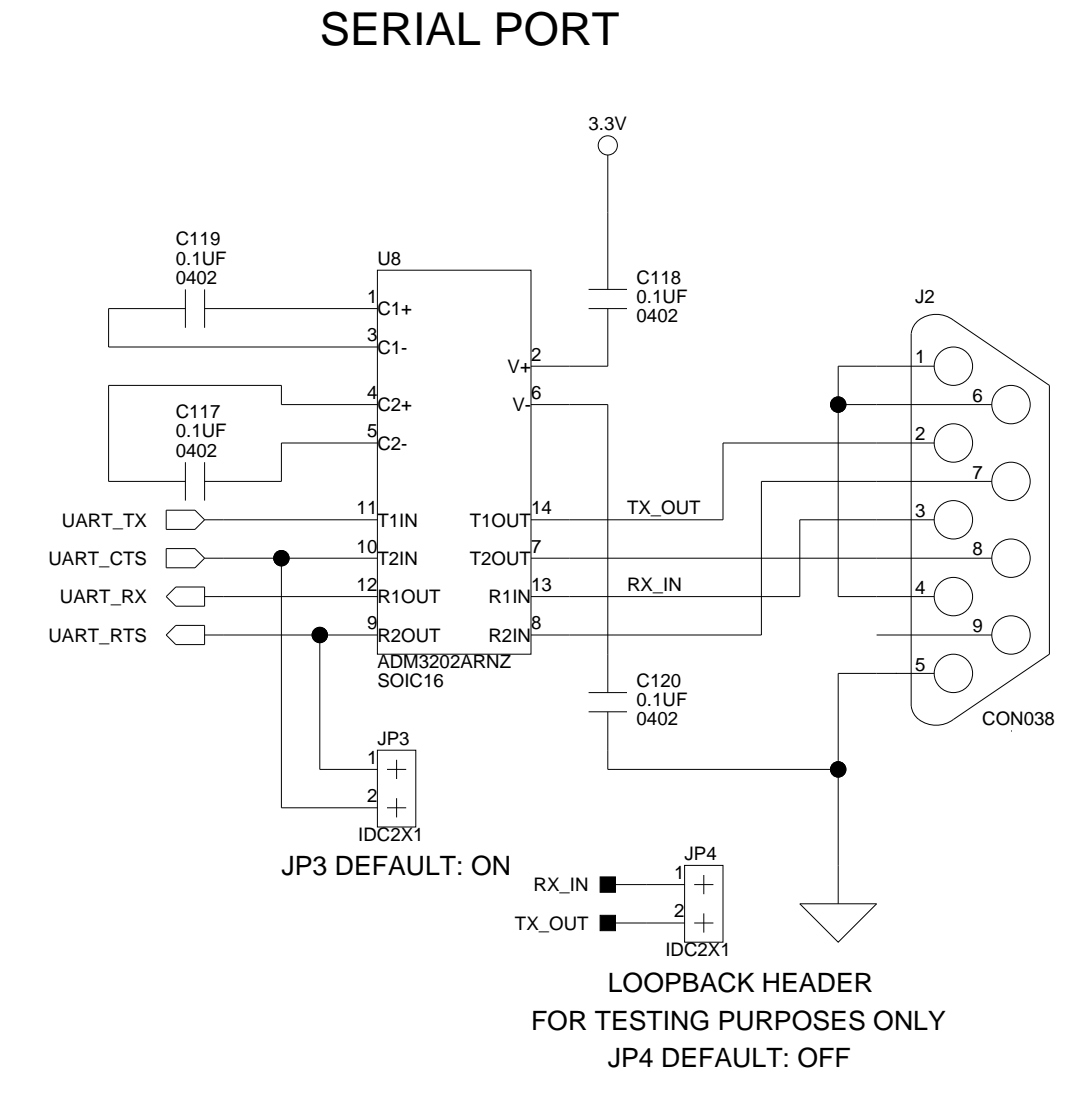 SERIAL PORT
3.3V
C119
0.1UF
0402
U8
C118
0.1UF
0402
J2
1
C1+
3
C1-
2
V+
6
V-
4
C2+
5
C2-
C117
0.1UF
0402
1
6
2
7
3
8
4
9
5
UART_TX
11
T1IN
T1OUT
14
TX_OUT
UART_CTS
10
T2IN
T2OUT
7
UART_RX
12
R1OUT
R1IN
13
RX_IN
UART_RTS
9
R2OUT
R2IN
8
ADM3202ARNZ
SOIC16
C120
0.1UF
0402
CON038
JP3
1
2
IDC2X1
JP3 DEFAULT: ON
JP4
RX_IN
1
TX_OUT
2
IDC2X1
LOOPBACK HEADER
FOR TESTING PURPOSES ONLY
JP4 DEFAULT: OFF